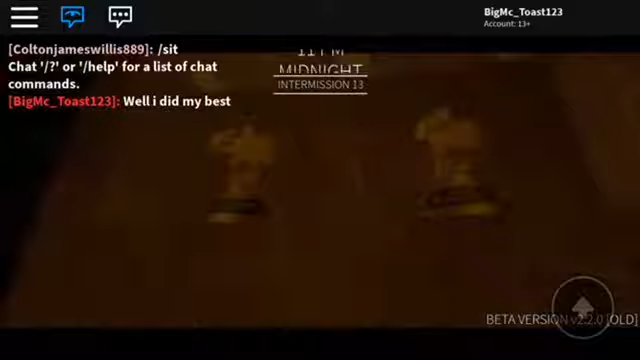 BigMc_Toast123
Account: 13+
[Coltonjameswillis889]: /sit
Chat '/?' or '/help' for a list of chat
commands.
[BigMc_Toast123]: Well i did my best
MIDNIGHT
INTERMISSION 13
BETA VERSION v2.2.0 [OLD]